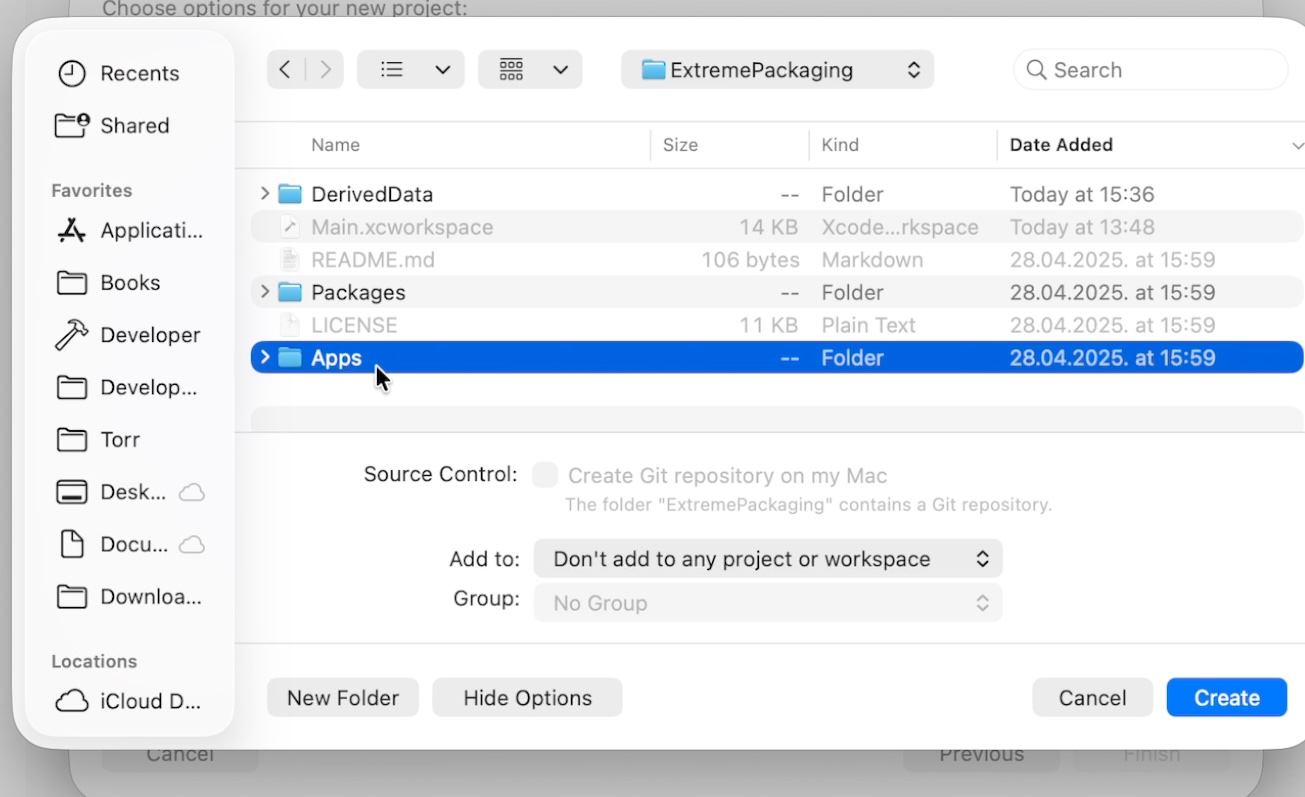 Choose options for your new project:
Recents
Shared
Favorites
Applicati...
Books
Developer
Develop...
Torr
Desk...
Docu...
Downloa...
Locations
iCloud D...
ExtremePackaging
Search
Name Size Kind Date Added
DerivedData -- Folder Today at 15:36
Main.xcworkspace 14 KB Xcode...rkspace Today at 13:48
README.md 106 bytes Markdown 28.04.2025. at 15:59
Packages -- Folder 28.04.2025. at 15:59
LICENSE 11 KB Plain Text 28.04.2025. at 15:59
Apps -- Folder 28.04.2025. at 15:59
Source Control: Create Git repository on my Mac
The folder "ExtremePackaging" contains a Git repository.
Add to: Don't add to any project or workspace
Group: No Group
New Folder Hide Options Cancel Create
Cancel Previous Finish